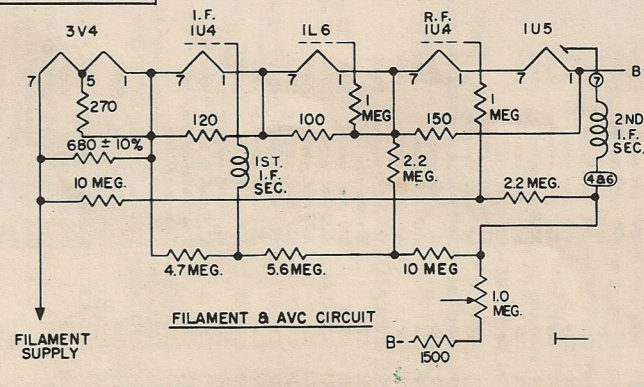 3V4
I.F.
1U4
1L6
R.F.
1U4
1U5
7 5 1 7 1 7 1 7 1 7 1 B-
7
270
120
100
1
MEG
150
1
MEG
2ND
I.F.
SEC.
680 ± 10%
1ST.
I.F.
SEC.
2.2
MEG.
4&6
10 MEG.
2.2 MEG.
4.7 MEG.
5.6 MEG.
10 MEG
1.0
MEG.
FILAMENT & AVC CIRCUIT
FILAMENT
SUPPLY
B-
1500